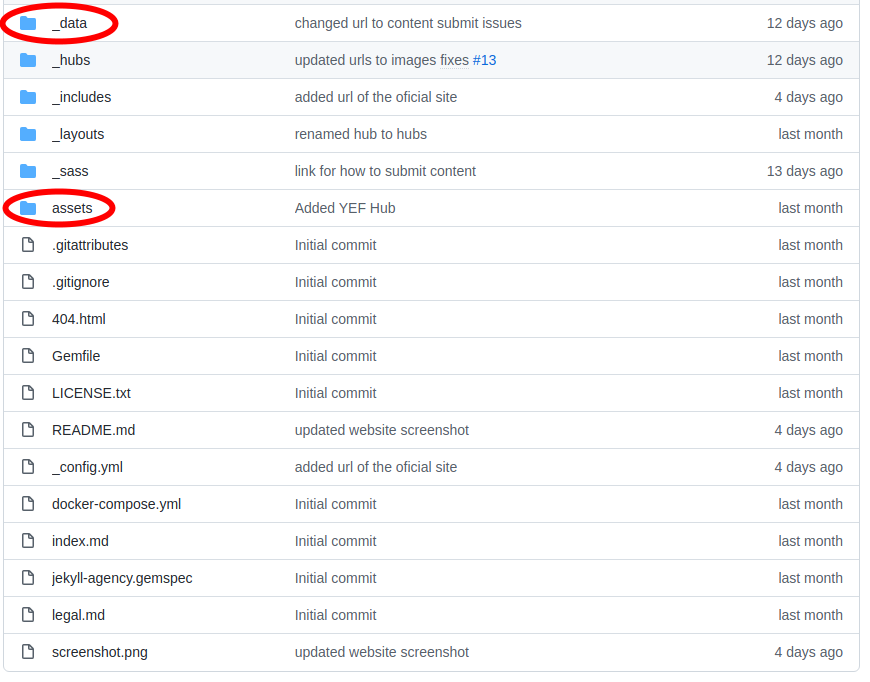 _data changed url to content submit issues 12 days ago
_hubs updated urls to images fixes #13 12 days ago
_includes added url of the oficial site 4 days ago
_layouts renamed hub to hubs last month
_sass link for how to submit content 13 days ago
assets Added YEF Hub last month
.gitattributes Initial commit last month
.gitignore Initial commit last month
404.html Initial commit last month
Gemfile Initial commit last month
LICENSE.txt Initial commit last month
README.md updated website screenshot 4 days ago
_config.yml added url of the oficial site 4 days ago
docker-compose.yml Initial commit last month
index.md Initial commit last month
jekyll-agency.gemspec Initial commit last month
legal.md Initial commit last month
screenshot.png updated website screenshot 4 days ago